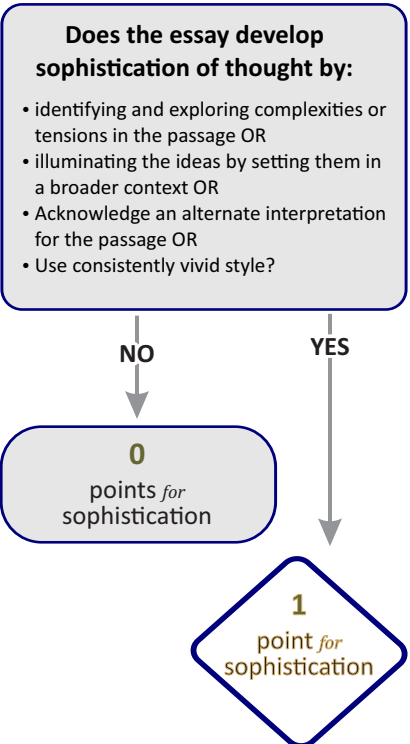 Does the essay develop
sophistication of thought by:
• identifying and exploring complexities or
tensions in the passage OR
• illuminating the ideas by setting them in
a broader context OR
• Acknowledge an alternate interpretation
for the passage OR
• Use consistently vivid style?
NO
YES
0
points for
sophistication
1
point for
sophistication